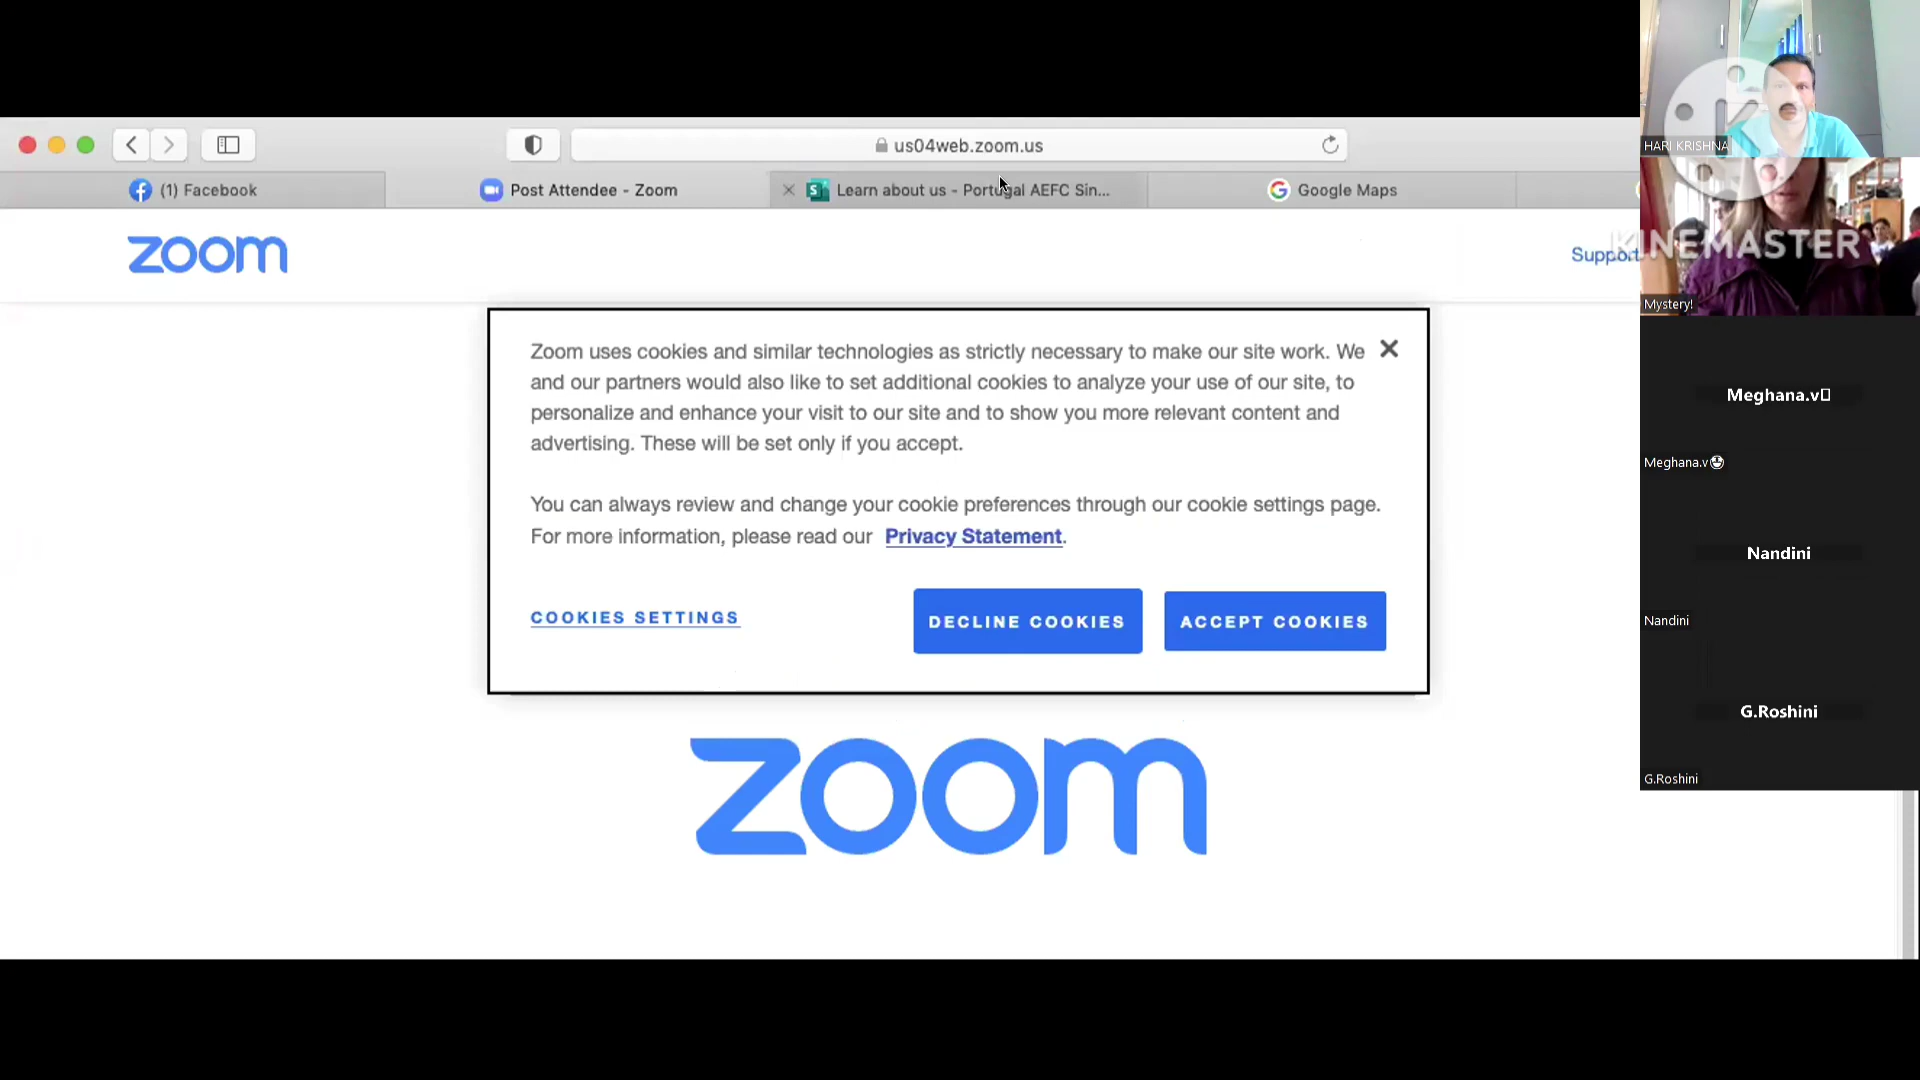 us04web.zoom.us
(1) Facebook
Post Attendee - Zoom
Learn about us - Portugal AEFC Sin...
Google Maps
zoom
Support
Zoom uses cookies and similar technologies as strictly necessary to make our site work. We
and our partners would also like to set additional cookies to analyze your use of our site, to
personalize and enhance your visit to our site and to show you more relevant content and
advertising. These will be set only if you accept.
You can always review and change your cookie preferences through our cookie settings page.
For more information, please read our Privacy Statement.
COOKIES SETTINGS
DECLINE COOKIES
ACCEPT COOKIES
zoom
HARI KRISHNA
KINEMASTER
Mystery!
Meghana.v
Meghana.v
Nandini
Nandini
G.Roshini
G.Roshini